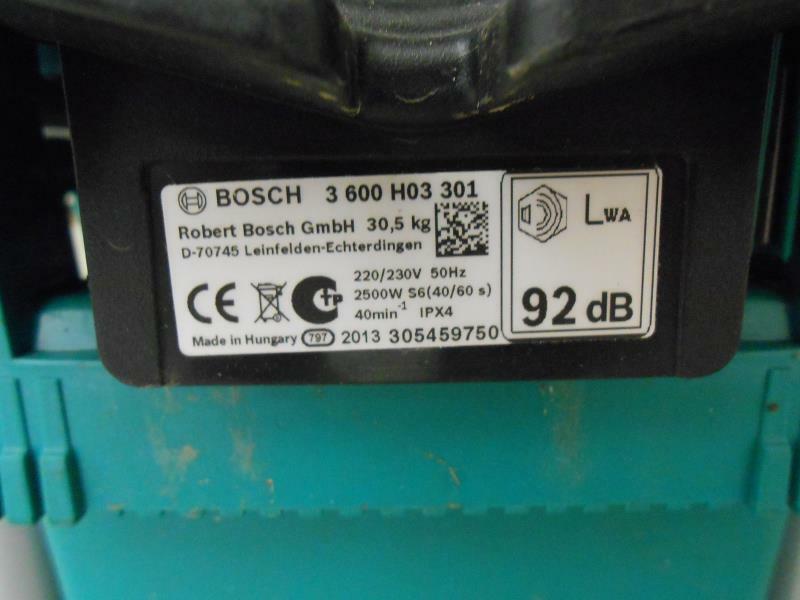 BOSCH 3 600 H03 301
Robert Bosch GmbH 30,5 kg
D-70745 Leinfelden-Echterdingen
CE
220/230V 50Hz
2500W S6(40/60 s)
40min-1 IPX4
Made in Hungary 797 2013 305459750
LWA
92 dB